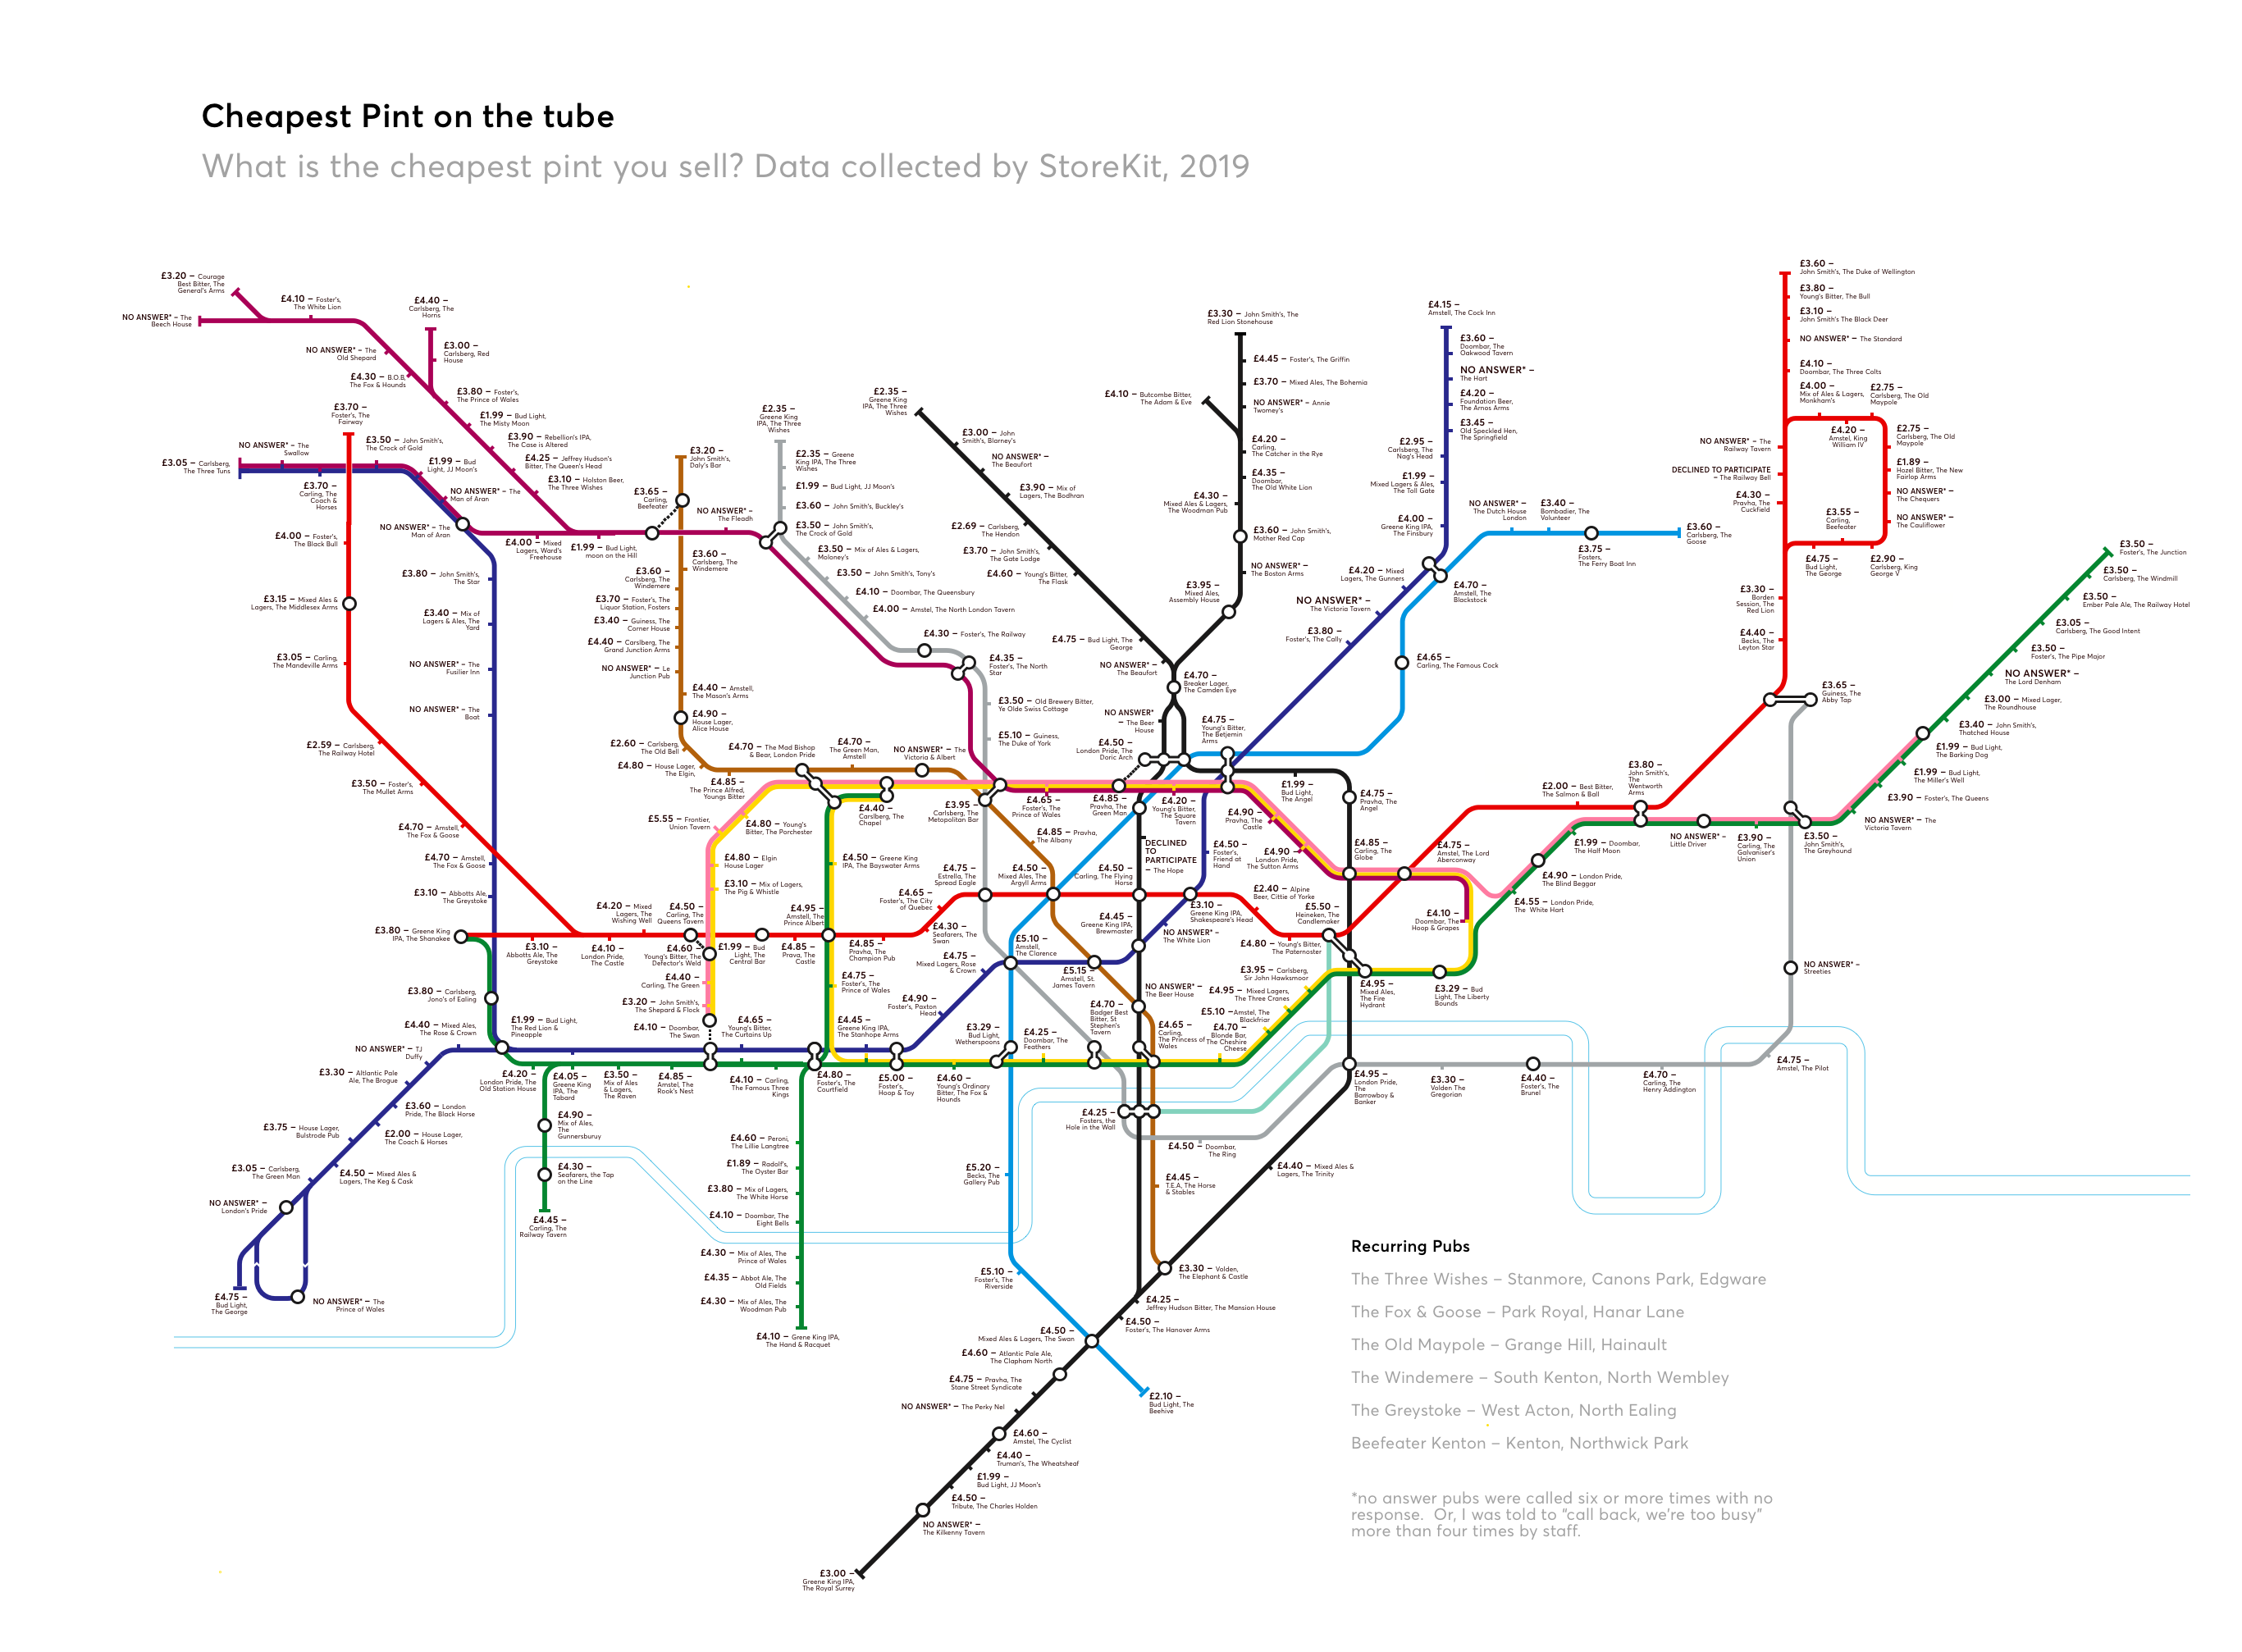 Cheapest Pint on the tube
What is the cheapest pint you sell? Data collected by StoreKit, 2019
£3.20 – Courage
Best Bitter, The
General's Arms
NO ANSWER* – The
Beech House
£4.10 – Foster's,
The White Lion
£4.40 –
Carlsberg, The
Horns
NO ANSWER* – The
Old Shepard
£3.00 –
Carlsberg, Red
House
£4.30 – B.O.B,
The Fox & Hounds
£3.80 – Foster's,
The Prince of Wales
£1.99 – Bud Light,
The Misty Moon
£3.90 – Rebellion's IPA,
The Case is Altered
£4.25 – Jeffrey Hudson's
Bitter, The Queen's Head
£3.10 – Holston Beer,
The Three Wishes
£3.70 –
Foster's, The
Fairway
NO ANSWER* – The
Swallow
£3.50 – John Smith's,
The Crock of Gold
£3.05 – Carlsberg,
The Three Tuns
£1.99 – Bud
Light, JJ Moon's
£3.70 –
Carling, The
Coach &
Horses
NO ANSWER* – The
Man of Aran
NO ANSWER* – The
Man of Aran
£4.00 – Foster's,
The Black Bull
£4.00 – Mixed
Lagers, Ward's
Freehouse
£1.99 – Bud Light,
moon on the Hill
£3.65 –
Carling,
Beefeater
£3.20 –
John Smith's,
Daly's Bar
NO ANSWER* –
The Fleadh
£2.35 –
Greene King
IPA, The Three
Wishes
£2.35 – Greene
King IPA, The Three
Wishes
£1.99 – Bud Light, JJ Moon's
£3.60 – John Smith's, Buckley's
£3.50 – John Smith's,
The Crock of Gold
£3.50 – Mix of Ales & Lagers,
Moloney's
£3.50 – John Smith's, Tony's
£4.10 – Doombar, The Queensbury
£4.00 – Amstel, The North London Tavern
£4.30 – Foster's, The Railway
£4.35 –
Foster's, The North
Star
£3.50 – Old Brewery Bitter,
Ye Olde Swiss Cottage
£5.10 – Guiness,
The Duke of York
£2.35 –
Greene King
IPA, The Three
Wishes
£3.00 – John
Smith's, Blarney's
NO ANSWER* –
The Beaufort
£3.90 – Mix of
Lagers, The Bodhran
£2.69 – Carlsberg,
The Hendon
£3.70 – John Smith's,
The Gate Lodge
£4.60 – Young's Bitter,
The Flask
£4.75 – Bud Light, The
George
NO ANSWER* –
The Beaufort
£3.30 – John Smith's, The
Red Lion Stonehouse
£4.45 – Foster's, The Griffin
£3.70 – Mixed Ales, The Bohemia
£4.10 – Butcombe Bitter,
The Adam & Eve
NO ANSWER* – Annie
Twomey's
£4.20 –
Carling,
The Catcher in the Rye
£4.35 –
Doombar,
The Old White Lion
£4.30 –
Mixed Ales & Lagers,
The Woodman Pub
£3.60 – John Smith's,
Mother Red Cap
NO ANSWER* –
The Boston Arms
£3.95 –
Mixed Ales,
Assembly House
£4.70 –
Breaker Lager,
The Camden Eye
NO ANSWER*
– The Beer
House
£4.50 –
London Pride, The
Doric Arch
£4.75 –
Young's Bitter,
The Betjemin
Arms
£4.15 –
Amstell, The Cock Inn
£3.60 –
Doombar, The
Oakwood Tavern
NO ANSWER* –
The Hart
£4.20 –
Foundation Beer,
The Arnos Arms
£3.45 –
Old Speckled Hen,
The Springfield
£2.95 –
Carlsberg, The
Nag's Head
£1.99 –
Mixed Lagers & Ales,
The Toll Gate
£4.00 –
Greene King IPA,
The Finsbury
£4.20 – Mixed
Lagers, The Gunners
£4.70 –
Amstell, The
Blackstock
NO ANSWER* –
The Victoria Tavern
£3.80 –
Foster's, The Cally
NO ANSWER* –
The Dutch House
London
£3.40 –
Bombadier, The
Volunteer
£3.75 –
Fosters,
The Ferry Boat Inn
£3.60 –
Carlsberg, The
Goose
£4.65 –
Carling, The Famous Cock
£3.60 –
John Smith's, The Duke of Wellington
£3.80 –
Young's Bitter, The Bull
£3.10 –
John Smith's The Black Deer
NO ANSWER* – The Standard
£4.10 –
Doombar, The Three Colts
£4.00 –
Mix of Ales & Lagers,
Monkham's
£2.75 –
Carlsberg, The Old
Maypole
£4.20 –
Amstel, King
William IV
£2.75 –
Carlsberg, The Old
Maypole
NO ANSWER* – The
Railway Tavern
£1.89 –
Hazel Bitter, The New
Fairlop Arms
DECLINED TO PARTICIPATE
– The Railway Bell
NO ANSWER* –
The Chequers
£4.30 –
Pravha, The
Cuckfield
£3.55 –
Carling,
Beefeater
NO ANSWER* –
The Cauliflower
£4.75 –
Bud Light,
The George
£2.90 –
Carlsberg, King
George V
£3.30 –
Borden
Session, The
Red Lion
£4.40 –
Becks, The
Leyton Star
£3.65 –
Guiness, The
Abby Tap
£3.50 –
Foster's, The Junction
£3.50 –
Carlsberg, The Windmill
£3.50 –
Ember Pale Ale, The Railway Hotel
£3.05 –
Carlsberg, The Good Intent
£3.50 –
Foster's, The Pipe Major
NO ANSWER* –
The Lord Denham
£3.00 – Mixed Lager,
The Roundhouse
£3.40 – John Smith's,
Thatched House
£1.99 – Bud Light,
The Barking Dog
£1.99 – Bud Light,
The Miller's Well
£3.90 – Foster's, The Queens
NO ANSWER* – The
Victoria Tavern
£3.50 –
John Smith's,
The Greyhound
£3.90 –
Carling, The
Galvaniser's
Union
NO ANSWER* –
Little Driver
£3.80 –
John Smith's,
The
Wentworth
Arms
£2.00 – Best Bitter,
The Salmon & Ball
£1.99 – Doombar,
The Half Moon
£4.90 – London Pride,
The Blind Beggar
£4.55 – London Pride,
The White Hart
£4.75 –
Amstel, The Lord
Aberconway
£4.10 –
Doombar, The
Hoop & Grapes
£3.15 – Mixed Ales &
Lagers, The Middlesex Arms
£3.05 – Carling,
The Mandeville Arms
£2.59 – Carlsberg,
The Railway Hotel
£3.50 – Foster's,
The Mullet Arms
£4.70 – Amstell,
The Fox & Goose
£3.80 – John Smith's,
The Star
£3.40 – Mix of
Lagers & Ales, The
Yard
NO ANSWER* – The
Fusilier Inn
NO ANSWER* – The
Boat
£4.70 – Amstell,
The Fox & Goose
£3.10 – Abbotts Ale,
The Greystoke
£3.80 – Greene King
IPA, The Shanakee
£3.10 –
Abbotts Ale, The
Greystoke
£4.10 –
London Pride,
The Castle
£4.20 – Mixed
Lagers, The
Wishing Well
£3.60 –
Carlsberg, The
Windemere
£3.60 –
Carlsberg, The
Windemere
£3.70 – Foster's, The
Liquor Station, Fosters
£3.40 – Guiness, The
Corner House
£4.40 – Carslberg, The
Grand Junction Arms
NO ANSWER* – Le
Junction Pub
£4.40 – Amstell,
The Mason's Arms
£4.90 –
House Lager,
Alice House
£2.60 – Carlsberg,
The Old Bell
£4.80 – House Lager,
The Elgin,
£4.70 – The Mad Bishop
& Bear, London Pride
£4.70 –
The Green Man,
Amstell
NO ANSWER* – The
Victoria & Albert
£4.85 –
The Prince Alfred,
Youngs Bitter
£5.55 – Frontier,
Union Tavern
£4.80 – Young's
Bitter, The Porchester
£4.40 –
Carslberg, The
Chapel
£3.95 –
Carlsberg, The
Metropolitan Bar
£4.65 –
Foster's, The
Prince of Wales
£4.85 –
Pravha, The
Green Man
£4.20 –
Young's Bitter,
The Square
Tavern
£4.85 – Pravha,
The Albany
£4.80 – Elgin
House Lager
£3.10 – Mix of Lagers,
The Pig & Whistle
£4.50 – Greene King
IPA, The Bayswater Arms
£4.75 –
Estrella, The
Spread Eagle
£4.50 –
Mixed Ales, The
Argyll Arms
£4.50 –
Carling, The Flying
Horse
DECLINED
TO
PARTICIPATE
– The Hope
£4.50 –
Foster's,
Friend at
Hand
£4.90 –
Pravha, The
Castle
£4.90 –
London Pride,
The Sutton Arms
£1.99 –
Bud Light,
The Angel
£4.75 –
Pravha, The
Angel
£4.85 –
Carling, The
Globe
£2.40 – Alpine
Beer, Cittie of Yorke
£5.50 –
Heineken, The
Candlemaker
£4.80 – Young's Bitter,
The Paternoster
£4.50 –
Carling, The
Queens Tavern
£4.60 –
Young's Bitter, The
Defector's Weld
£1.99 – Bud
Light, The
Central Bar
£4.95 –
Amstell, The
Prince Albert
£4.85 –
Prava, The
Castle
£4.85 –
Pravha, The
Champion Pub
£4.65 –
Foster's, The City
of Quebec
£4.30 –
Seafarers, The
Swan
£4.45 –
Greene King IPA,
Brewmaster
£3.10 –
Greene King IPA,
Shakespeare's Head
NO ANSWER* –
The White Lion
£5.10 –
Amstell,
The Clarence
£4.75 –
Mixed Lagers, Rose
& Crown
£5.15 –
Amstell, St.
James Tavern
£4.40 –
Carling, The Green
£3.20 – John Smith's,
The Shepard & Flock
£4.10 – Doombar,
The Swan
£4.75 –
Foster's, The
Prince of Wales
£4.90 –
Foster's, Paxton
Head
£3.95 – Carlsberg,
Sir John Hawksmoor
£4.95 – Mixed Lagers,
The Three Cranes
£5.10 –Amstel, The
Blackfriar
£4.70 –
Blonde Bar,
The Cheshire
Cheese
NO ANSWER* –
The Beer House
£4.70 –
Badger Best
Bitter, St
Stephen's
Tavern
£4.65 –
Carling,
The Princess of
Wales
£4.95 –
Mixed Ales,
The Fire
Hydrant
£3.29 – Bud
Light, The Liberty
Bounds
NO ANSWER* –
Streeties
£3.80 – Carlsberg,
Jono's of Ealing
£4.40 – Mixed Ales,
The Rose & Crown
£1.99 – Bud Light,
The Red Lion &
Pineapple
NO ANSWER* – TJ
Duffy
£3.30 – Altlantic Pale
Ale, The Brogue
£4.20 –
London Pride, The
Old Station House
£4.05 –
Greene King
IPA, The
Tabard
£3.50 –
Mix of Ales
& Lagers,
The Raven
£4.85 –
Amstel, The
Rook's Nest
£4.65 –
Young's Bitter,
The Curtains Up
£4.10 – Carling,
The Famous Three
Kings
£4.45 –
Greene King IPA,
The Stanhope Arms
£4.80 –
Foster's, The
Courtfield
£5.00 –
Foster's,
Hoop & Toy
£4.60 –
Young's Ordinary
Bitter, The Fox &
Hounds
£3.29 –
Bud Light,
Wetherspoons
£4.25 –
Doombar, The
Feathers
£4.95 –
London Pride,
The
Barrowboy &
Banker
£3.30 –
Volden The
Gregorian
£4.40 –
Foster's, The
Brunel
£4.70 –
Carling, The
Henry Addington
£4.75 –
Amstel, The Pilot
£3.60 – London
Pride, The Black Horse
£3.75 – House Lager,
Bulstrode Pub
£2.00 – House Lager,
The Coach & Horses
£3.05 – Carlsberg,
The Green Man
£4.50 – Mixed Ales &
Lagers, The Keg & Cask
NO ANSWER* –
London's Pride
£4.75 –
Bud Light,
The George
NO ANSWER* – The
Prince of Wales
£4.90 –
Mix of Ales,
The
Gunnersburuy
£4.30 –
Seafarers, the Tap
on the Line
£4.45 –
Carling, The
Railway Tavern
£4.60 – Peroni,
The Lillie Langtree
£1.89 – Radolf's,
The Oyster Bar
£3.80 – Mix of Lagers,
The White Horse
£4.10 – Doombar, The
Eight Bells
£4.30 – Mix of Ales, The
Prince of Wales
£4.35 – Abbot Ale, The
Old Fields
£4.30 – Mix of Ales, The
Woodman Pub
£4.10 – Grene King IPA,
The Hand & Racquet
£4.25 –
Fosters, the
Hole in the Wall
£4.50 – Doombar,
The Ring
£5.20 –
Becks, The
Gallery Pub
£4.45 –
T.E.A, The Horse
& Stables
£4.40 – Mixed Ales &
Lagers, The Trinity
£5.10 –
Foster's, The
Riverside
£3.30 – Volden,
The Elephant & Castle
£4.25 –
Jeffrey Hudson Bitter, The Mansion House
£4.50 –
Foster's, The Hanover Arms
£4.50 –
Mixed Ales & Lagers, The Swan
£4.60 – Atlantic Pale Ale,
The Clapham North
£4.75 – Pravha, The
Stane Street Syndicate
£2.10 –
Bud Light, The
Beehive
NO ANSWER* – The Perky Nel
£4.60 –
Amstel, The Cyclist
£4.40 –
Truman's, The Wheatsheaf
£1.99 –
Bud Light, JJ Moon's
£4.50 –
Tribute, The Charles Holden
NO ANSWER* –
The Kilkenny Tavern
£3.00 –
Greene King IPA,
The Royal Surrey
Recurring Pubs
The Three Wishes – Stanmore, Canons Park, Edgware
The Fox & Goose – Park Royal, Hanar Lane
The Old Maypole – Grange Hill, Hainault
The Windemere – South Kenton, North Wembley
The Greystoke – West Acton, North Ealing
Beefeater Kenton – Kenton, Northwick Park
*no answer pubs were called six or more times with no
response. Or, I was told to “call back, we’re too busy”
more than four times by staff.